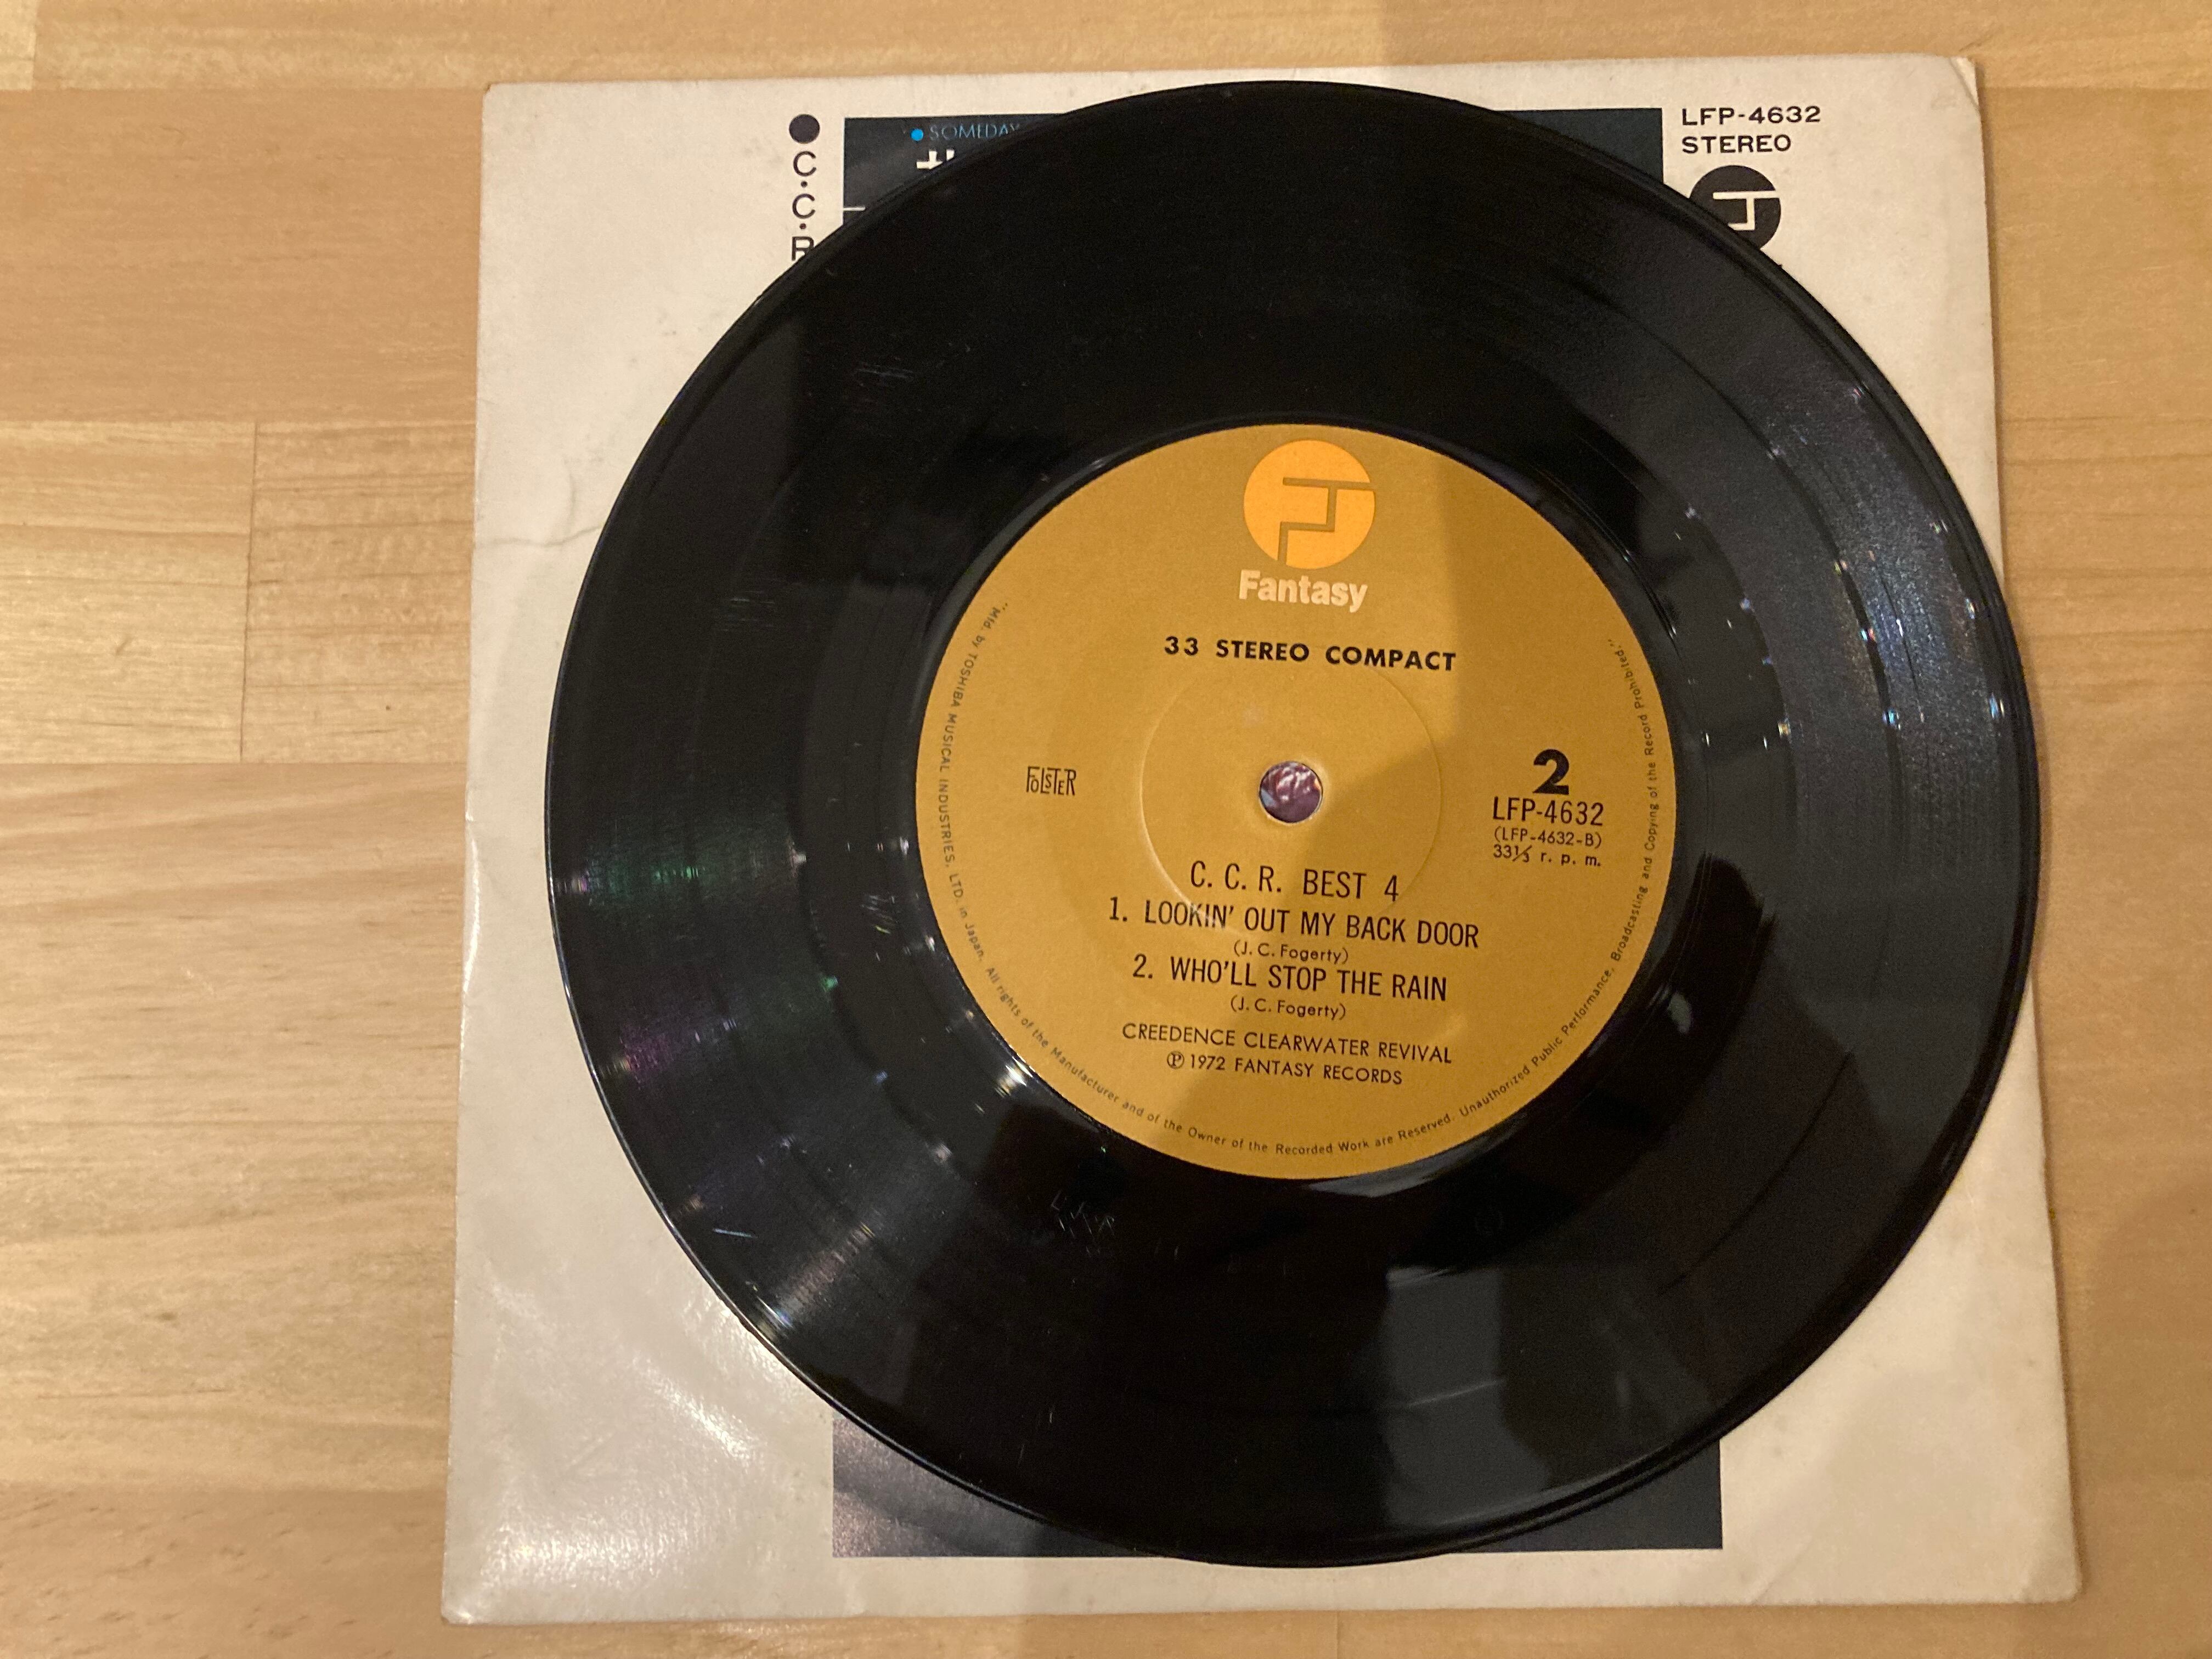 ● SOMEDAY
LFP-4632
STEREO
●
C.
C.
R
Fantasy
33 STEREO COMPACT
FOLSTER
2
LFP-4632
(LFP-4632-B)
33⅓ r. p. m.
C. C. R. BEST 4
1. LOOKIN' OUT MY BACK DOOR
(J. C. Fogerty)
2. WHO'LL STOP THE RAIN
(J. C. Fogerty)
CREEDENCE CLEARWATER REVIVAL
Ⓟ 1972 FANTASY RECORDS
"Mfd. by TOSHIBA MUSICAL INDUSTRIES, LTD. in Japan. All rights of the Manufacturer and of the Owner of the Recorded Work are Reserved. Unauthorized Public Performance, Broadcasting and Copying of the Record Prohibited."